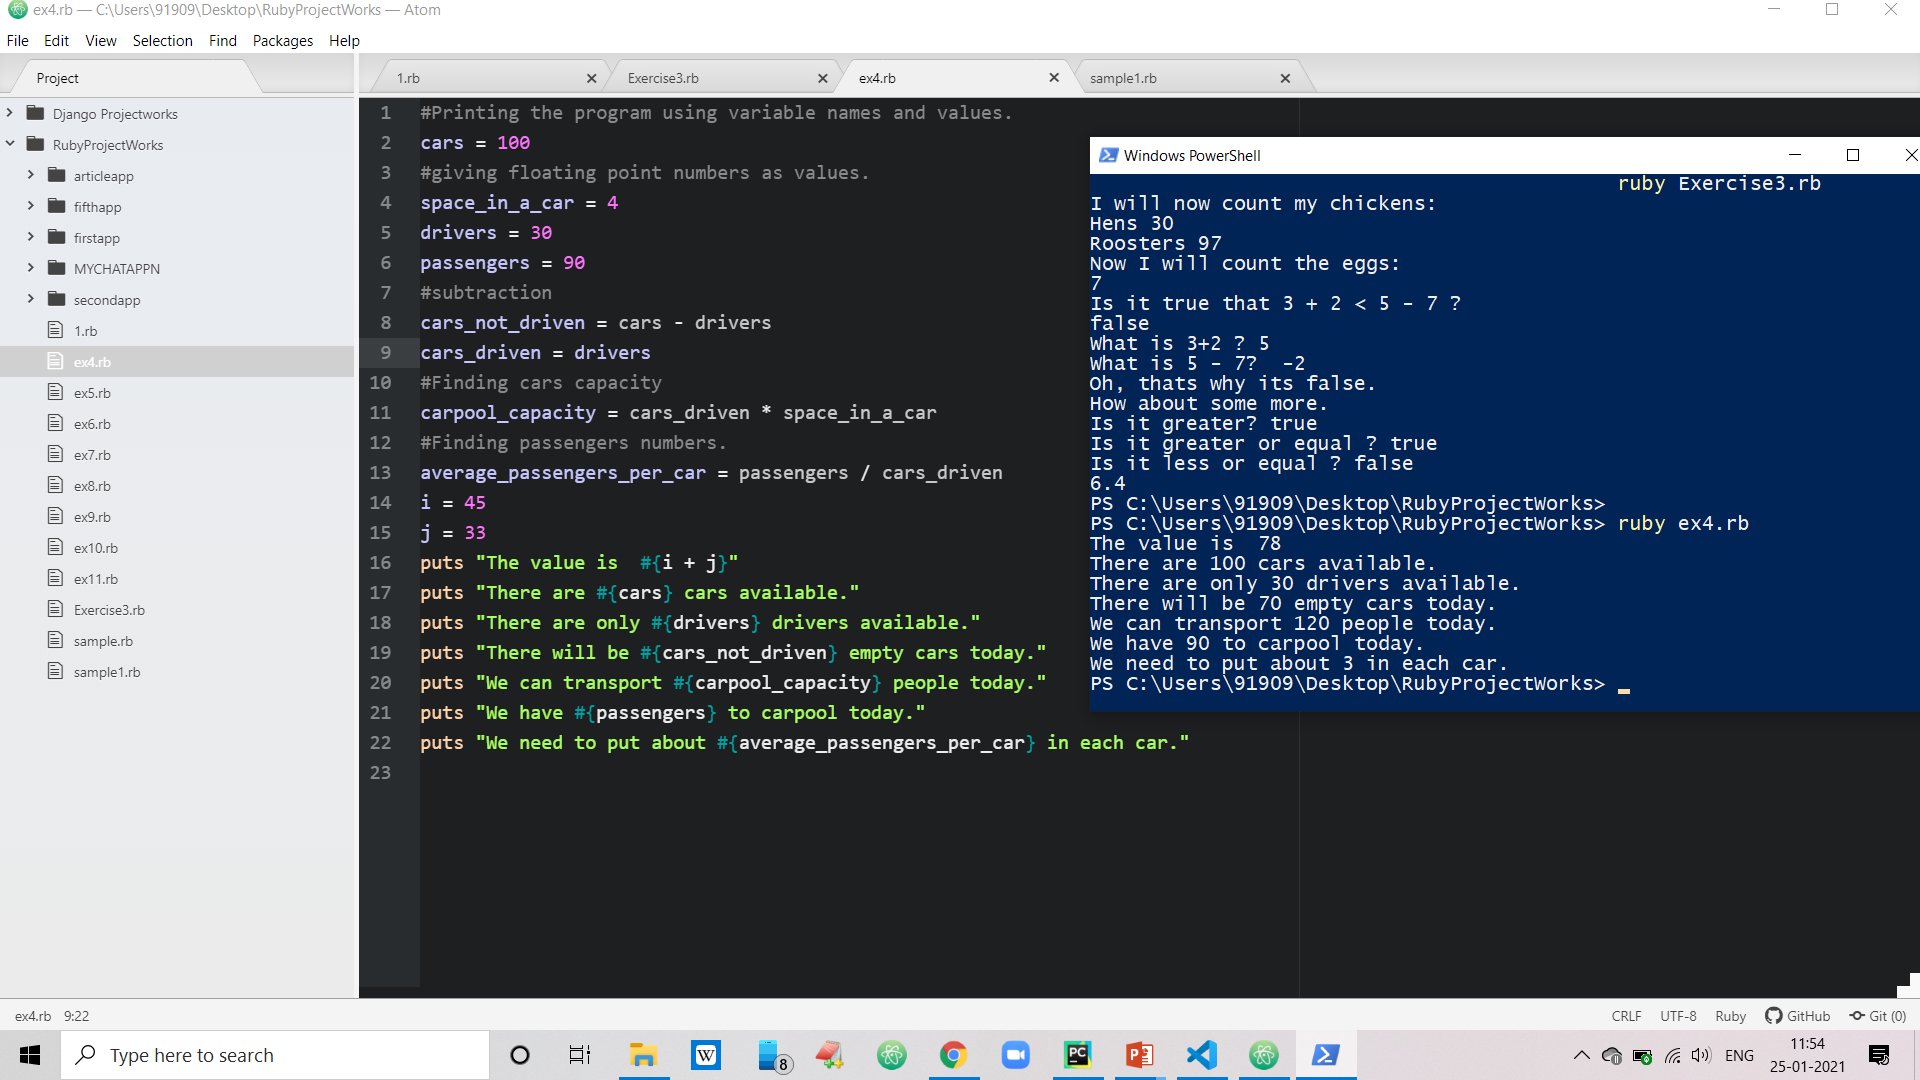 ex4.rb — C:\Users\91909\Desktop\RubyProjectWorks — Atom
File Edit View Selection Find Packages Help
Project
1.rb
Exercise3.rb
ex4.rb
sample1.rb
Django Projectworks
RubyProjectWorks
articleapp
fifthapp
firstapp
MYCHATAPPN
secondapp
1.rb
ex4.rb
ex5.rb
ex6.rb
ex7.rb
ex8.rb
ex9.rb
ex10.rb
ex11.rb
Exercise3.rb
sample.rb
sample1.rb
1 #Printing the program using variable names and values.
2 cars = 100
3 #giving floating point numbers as values.
4 space_in_a_car = 4
5 drivers = 30
6 passengers = 90
7 #subtraction
8 cars_not_driven = cars - drivers
9 cars_driven = drivers
10 #Finding cars capacity
11 carpool_capacity = cars_driven * space_in_a_car
12 #Finding passengers numbers.
13 average_passengers_per_car = passengers / cars_driven
14 i = 45
15 j = 33
16 puts "The value is  #{i + j}"
17 puts "There are #{cars} cars available."
18 puts "There are only #{drivers} drivers available."
19 puts "There will be #{cars_not_driven} empty cars today."
20 puts "We can transport #{carpool_capacity} people today."
21 puts "We have #{passengers} to carpool today."
22 puts "We need to put about #{average_passengers_per_car} in each car."
23
Windows PowerShell
ruby Exercise3.rb
I will now count my chickens:
Hens 30
Roosters 97
Now I will count the eggs:
7
Is it true that 3 + 2 < 5 - 7 ?
false
What is 3+2 ? 5
What is 5 - 7?  -2
Oh, thats why its false.
How about some more.
Is it greater? true
Is it greater or equal ? true
Is it less or equal ? false
6.4
PS C:\Users\91909\Desktop\RubyProjectWorks>
PS C:\Users\91909\Desktop\RubyProjectWorks> ruby ex4.rb
The value is  78
There are 100 cars available.
There are only 30 drivers available.
There will be 70 empty cars today.
We can transport 120 people today.
We have 90 to carpool today.
We need to put about 3 in each car.
PS C:\Users\91909\Desktop\RubyProjectWorks>
ex4.rb 9:22
CRLF UTF-8 Ruby GitHub Git (0)
Type here to search
W
8
PC
P
ENG
11:54
25-01-2021